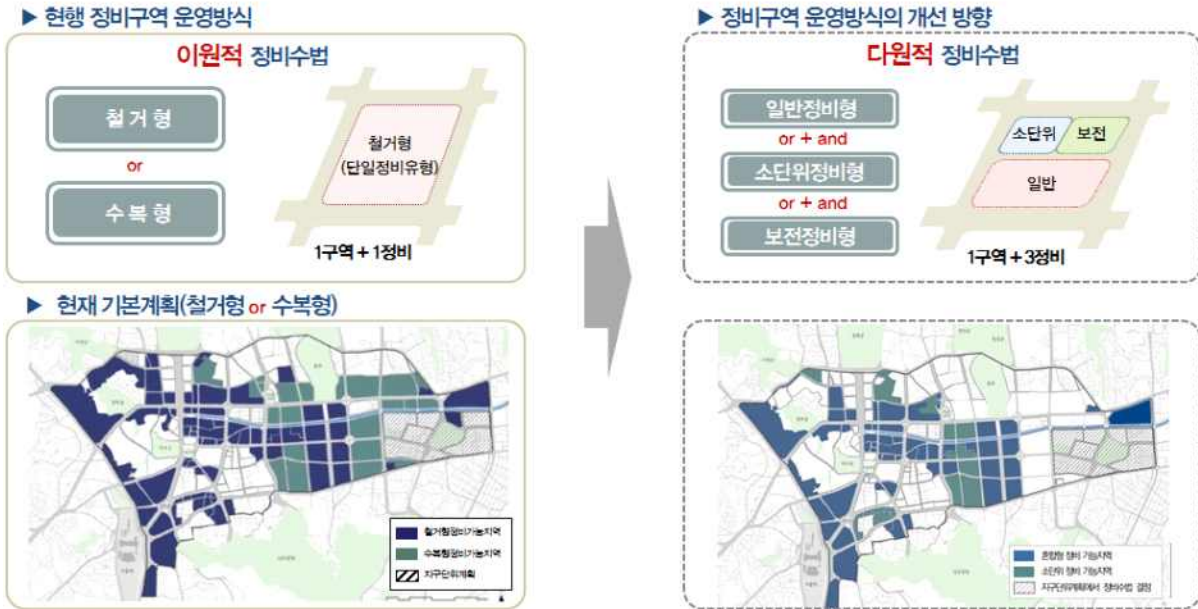 ▶ 현행 정비구역 운영방식
이원적 정비수법
철거형
or
수복형
철거형
(단일정비유형)
1구역 + 1정비
▶ 현재 기본계획(철거형 or 수복형)
철거형정비가능지역
수복형정비가능지역
지구단위계획
▶ 정비구역 운영방식의 개선 방향
다원적 정비수법
일반정비형
or + and
소단위정비형
or + and
보전정비형
소단위
보전
일반
1구역 + 3정비
혼합형 정비 가능지역
소단위 정비 가능지역
지구단위계획에서 정비수법 결정